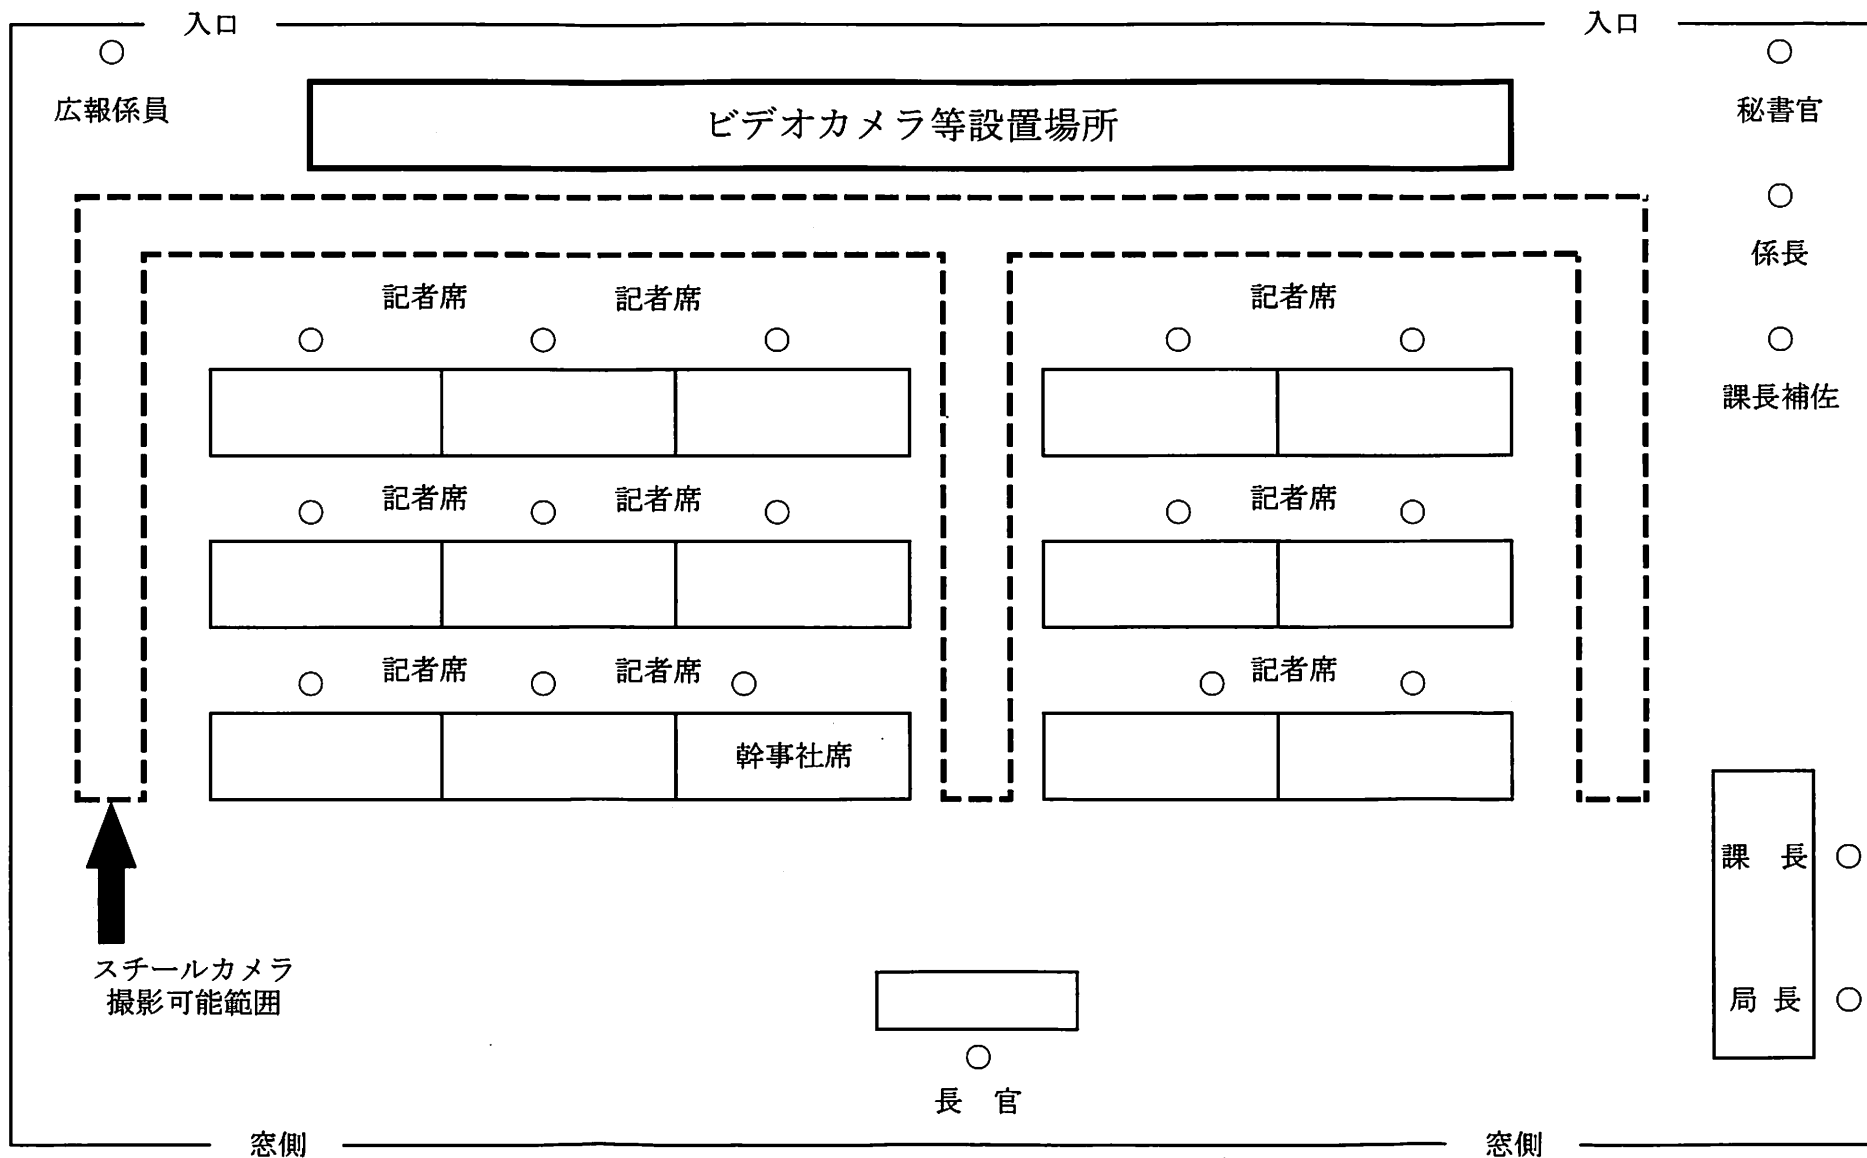 入口
入口
広報係員
ビデオカメラ等設置場所
秘書官
係長
記者席
記者席
記者席
課長補佐
記者席
記者席
記者席
記者席
記者席
記者席
幹事社席
課　長
スチールカメラ
撮影可能範囲
局 長
長　官
窓側
窓側